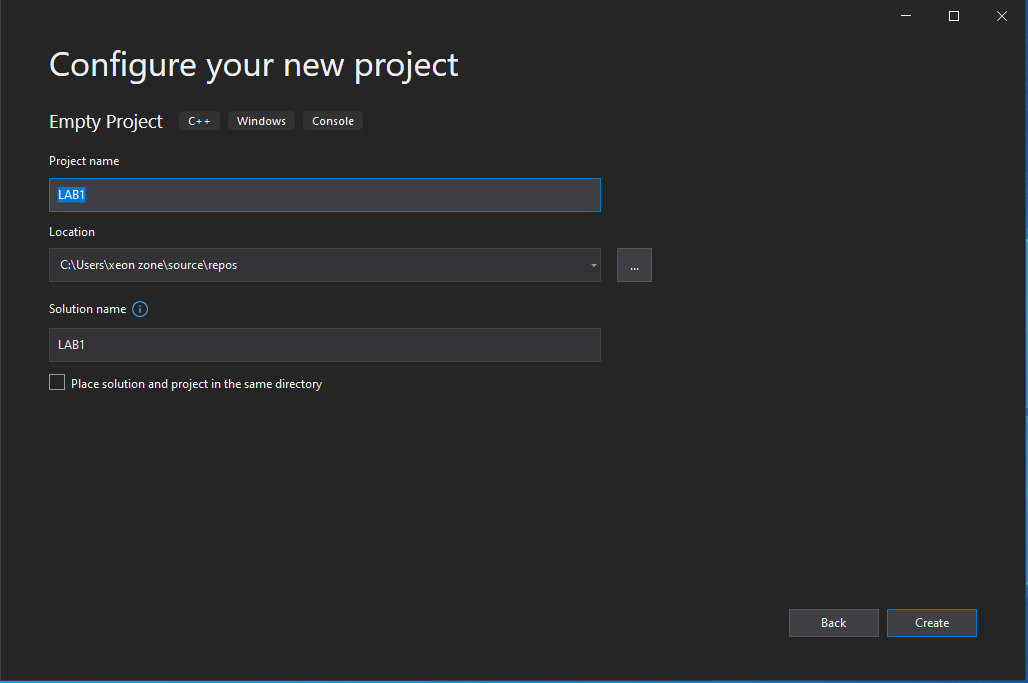 Configure your new project
Empty Project C++ Windows Console
Project name
LAB1
Location
C:\Users\xeon zone\source\repos
...
Solution name
LAB1
Place solution and project in the same directory
Back Create